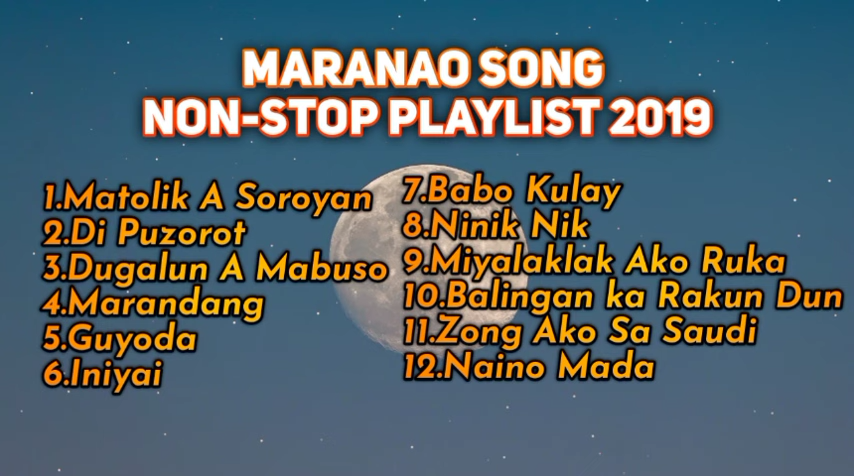 MARANAO SONG
NON-STOP PLAYLIST 2019
1.Matolik A Soroyan
2.Di Puzorot
3.Dugalun A Mabuso
4.Marandang
5.Guyoda
6.Iniyai
7.Babo Kulay
8.Ninik Nik
9.Miyalaklak Ako Ruka
10.Balingan ka Rakun Dun
11.Zong Ako Sa Saudi
12.Naino Mada